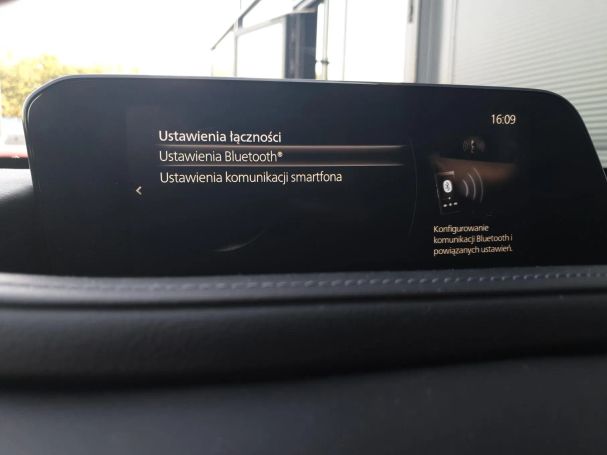 16:09
Ustawienia łączności
Ustawienia Bluetooth®
Ustawienia komunikacji smartfona
Konfigurowanie
komunikacji Bluetooth i
powiązanych ustawień.